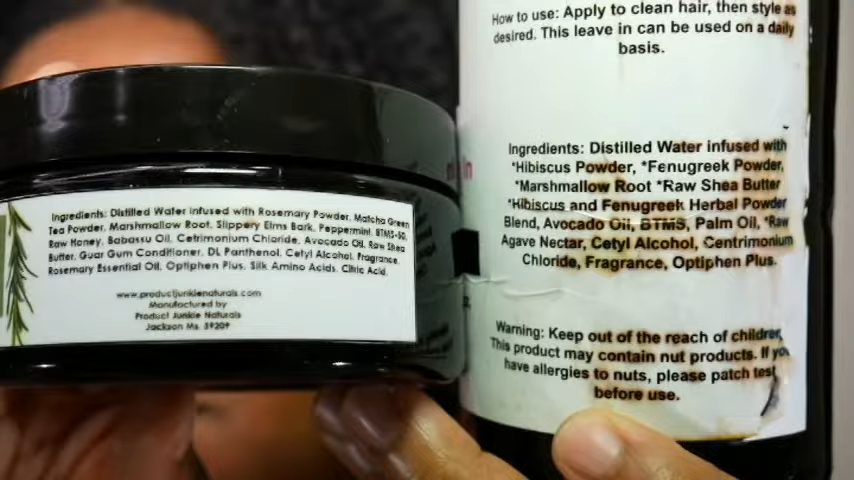 Ingredients: Distilled Water infused with Rosemary Powder, Matcha Green
Tea Powder, Marshmallow Root, Slippery Elms Bark, Peppermint, BTMS-50,
Raw Honey, Babassu Oil, Cetrimonium Chloride, Avocado Oil, Raw Shea
Butter, Guar Gum Conditioner, DL Panthenol, Cetyl Alcohol, Fragrance,
Rosemary Essential Oil, Optiphen Plus, Silk Amino Acids, Citric Acid.
www.productjunkienaturals.com
Manufactured by
Product Junkie Naturals
Jackson Ms. 39209
How to use: Apply to clean hair, then style as
desired. This leave in can be used on a daily
basis.
Ingredients: Distilled Water infused with
*Hibiscus Powder, *Fenugreek Powder,
*Marshmallow Root *Raw Shea Butter
*Hibiscus and Fenugreek Herbal Powder
Blend, Avocado Oil, BTMS, Palm Oil, *Raw
Agave Nectar, Cetyl Alcohol, Centrimonium
Chloride, Fragrance, Optiphen Plus.
Warning: Keep out of the reach of children,
This product may contain nut products. If you
have allergies to nuts, please patch test
before use.